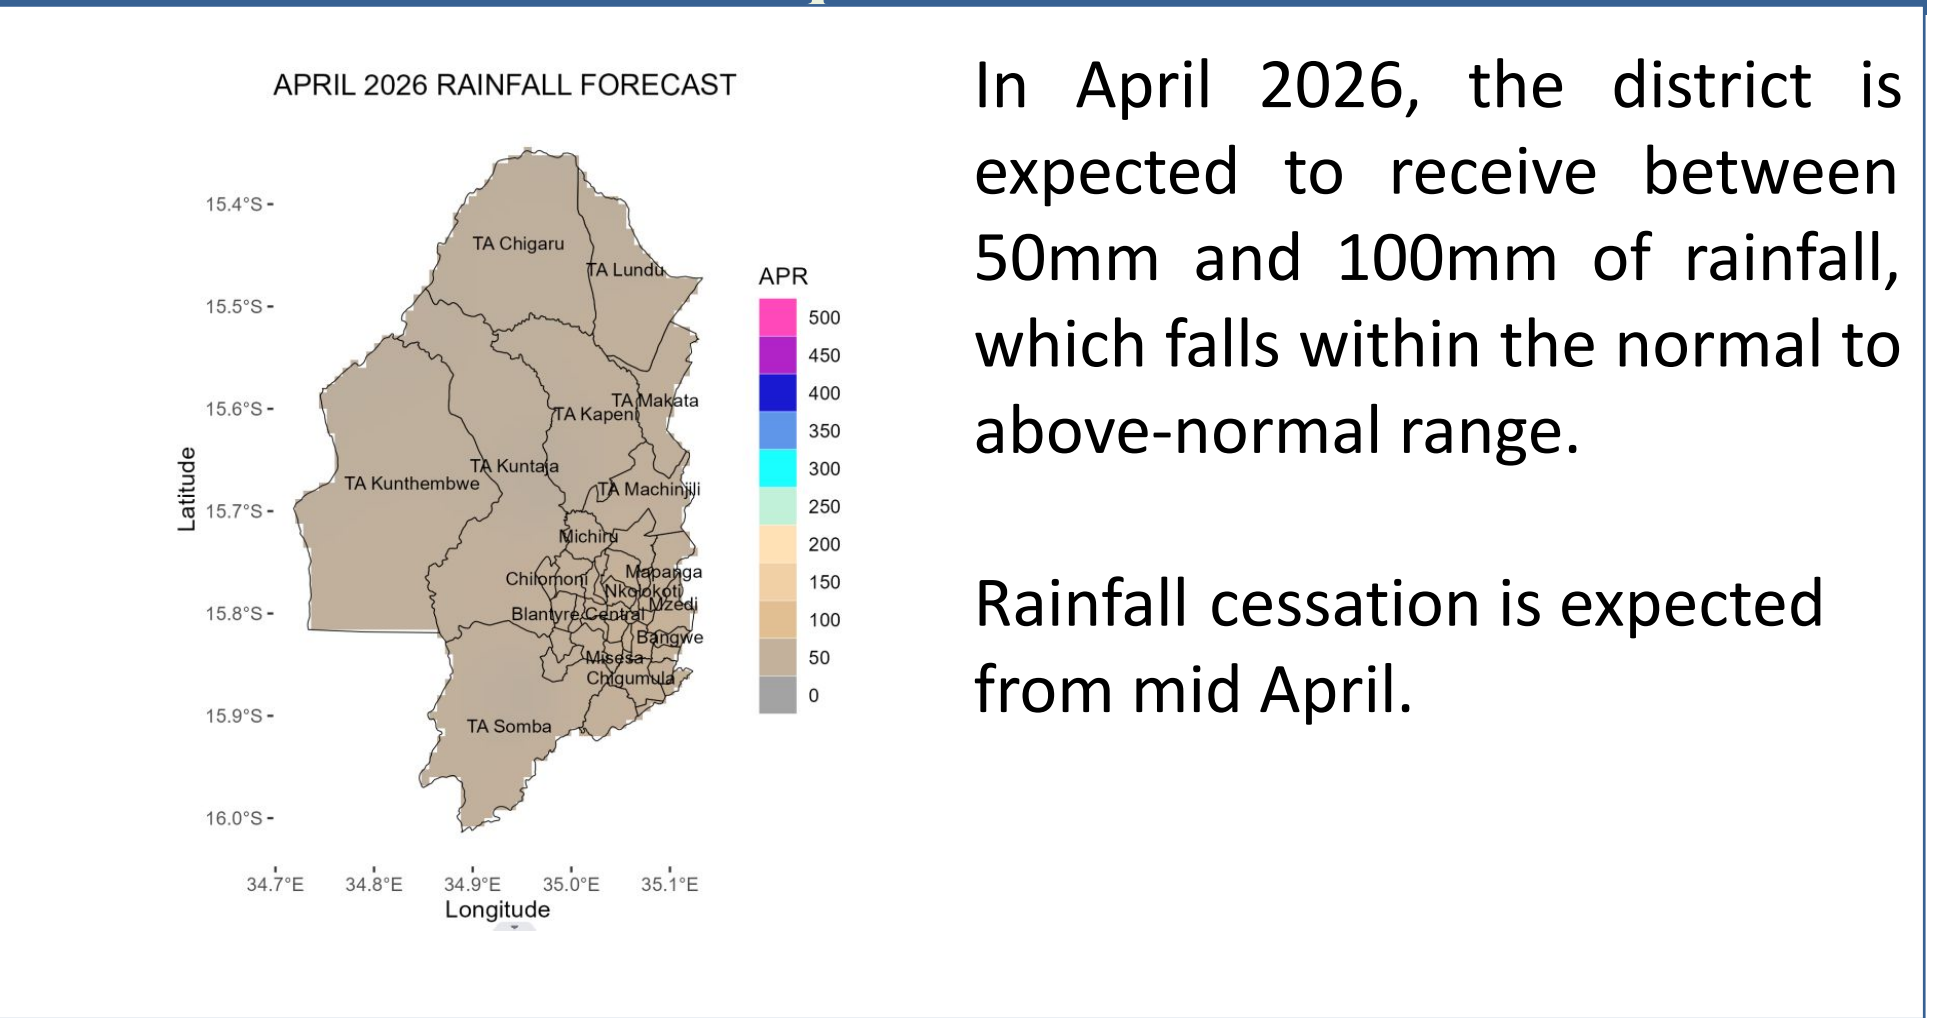 APRIL 2026 RAINFALL FORECAST
15.4°S
15.5°S
15.6°S
15.7°S
15.8°S
15.9°S
16.0°S
Latitude
34.7°E 34.8°E 34.9°E 35.0°E 35.1°E
Longitude
TA Chigaru
TA Lundu
TA Makata
TA Kapeni
TA Kuntaja
TA Kunthembwe
TA Machinjili
Michiru
Mapanga
Chilomoni
Nkolokoti
Mzedi
Blantyre Central
Bangwe
Misesa
Chigumula
TA Somba
APR
500
450
400
350
300
250
200
150
100
50
0
In April 2026, the district is
expected to receive between
50mm and 100mm of rainfall,
which falls within the normal to
above-normal range.
Rainfall cessation is expected
from mid April.